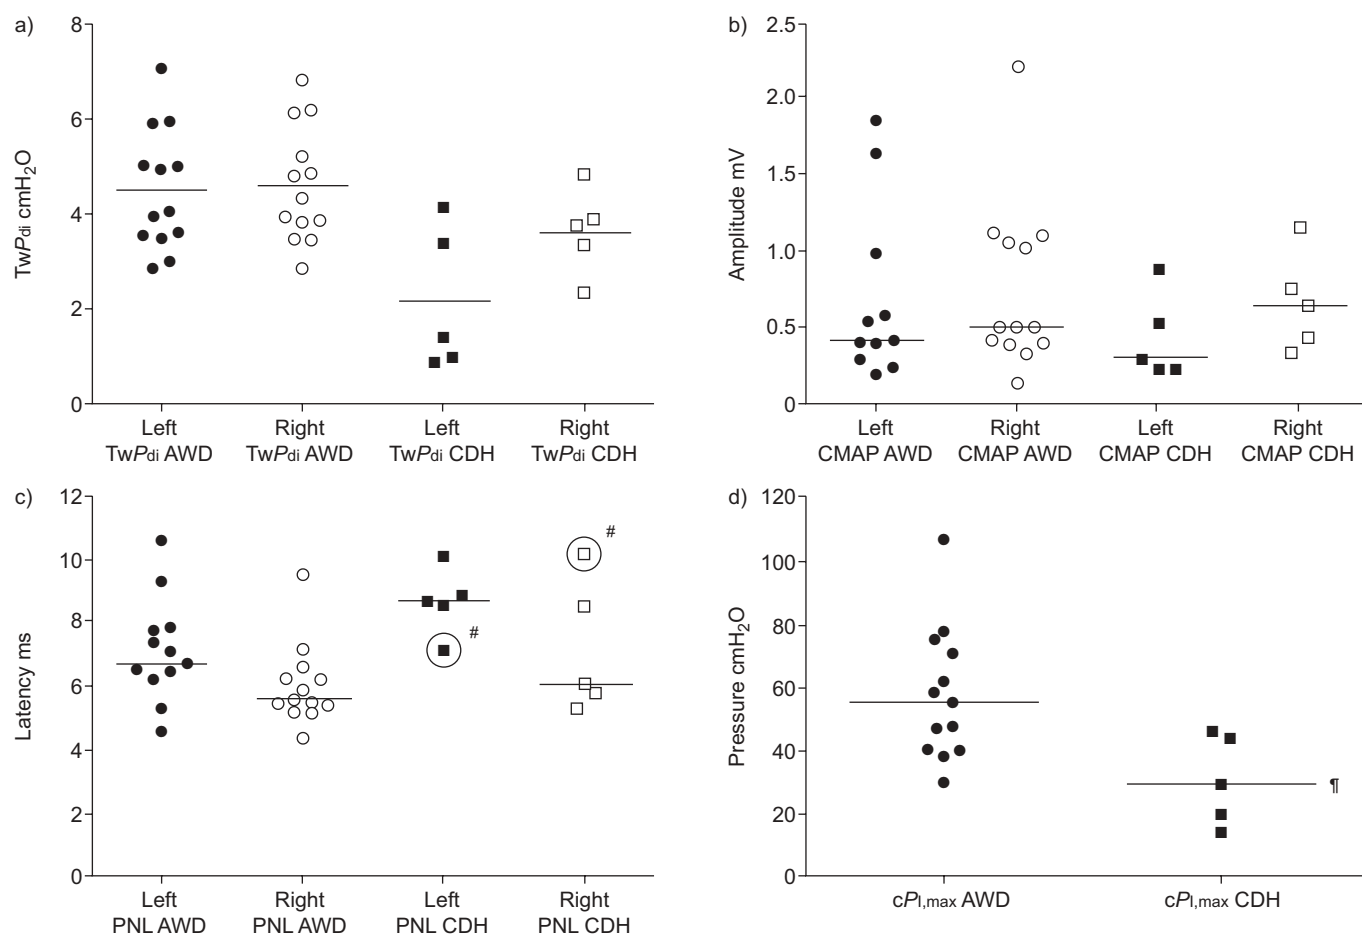 a)
TwPdi cmH2O
8
6
4
2
0
Left
TwPdi AWD
Right
TwPdi AWD
Left
TwPdi CDH
Right
TwPdi CDH
b)
Amplitude mV
2.5
2.0
1.5
1.0
0.5
0
Left
CMAP AWD
Right
CMAP AWD
Left
CMAP CDH
Right
CMAP CDH
c)
Latency ms
12
10
8
6
4
2
0
#
#
Left
PNL AWD
Right
PNL AWD
Left
PNL CDH
Right
PNL CDH
d)
Pressure cmH2O
120
100
80
60
40
20
0
¶
cPI,max AWD
cPI,max CDH